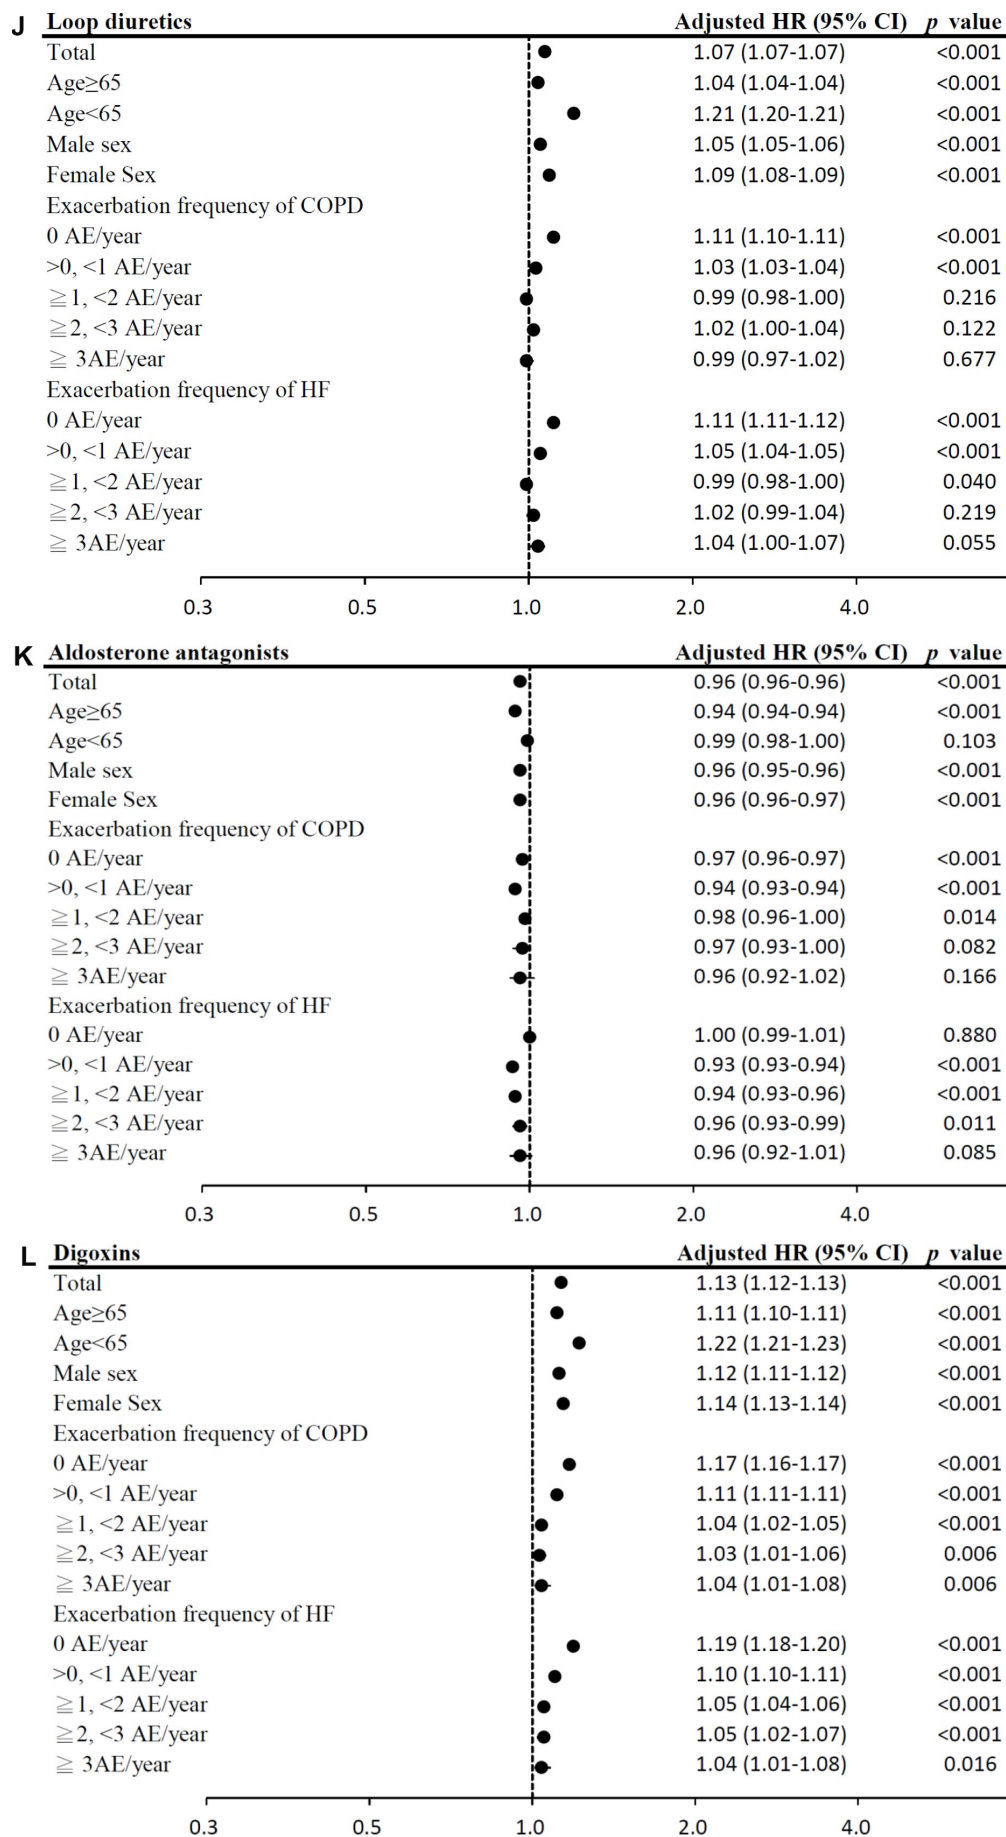 J Loop diuretics Adjusted HR (95% CI) p value
Total 1.07 (1.07-1.07) <0.001
Age≥65 1.04 (1.04-1.04) <0.001
Age<65 1.21 (1.20-1.21) <0.001
Male sex 1.05 (1.05-1.06) <0.001
Female Sex 1.09 (1.08-1.09) <0.001
Exacerbation frequency of COPD
0 AE/year 1.11 (1.10-1.11) <0.001
>0, <1 AE/year 1.03 (1.03-1.04) <0.001
≧1, <2 AE/year 0.99 (0.98-1.00) 0.216
≧2, <3 AE/year 1.02 (1.00-1.04) 0.122
≧ 3AE/year 0.99 (0.97-1.02) 0.677
Exacerbation frequency of HF
0 AE/year 1.11 (1.11-1.12) <0.001
>0, <1 AE/year 1.05 (1.04-1.05) <0.001
≧1, <2 AE/year 0.99 (0.98-1.00) 0.040
≧2, <3 AE/year 1.02 (0.99-1.04) 0.219
≧ 3AE/year 1.04 (1.00-1.07) 0.055
0.3 0.5 1.0 2.0 4.0
K Aldosterone antagonists Adjusted HR (95% CI) p value
Total 0.96 (0.96-0.96) <0.001
Age≥65 0.94 (0.94-0.94) <0.001
Age<65 0.99 (0.98-1.00) 0.103
Male sex 0.96 (0.95-0.96) <0.001
Female Sex 0.96 (0.96-0.97) <0.001
Exacerbation frequency of COPD
0 AE/year 0.97 (0.96-0.97) <0.001
>0, <1 AE/year 0.94 (0.93-0.94) <0.001
≧1, <2 AE/year 0.98 (0.96-1.00) 0.014
≧2, <3 AE/year 0.97 (0.93-1.00) 0.082
≧ 3AE/year 0.96 (0.92-1.02) 0.166
Exacerbation frequency of HF
0 AE/year 1.00 (0.99-1.01) 0.880
>0, <1 AE/year 0.93 (0.93-0.94) <0.001
≧1, <2 AE/year 0.94 (0.93-0.96) <0.001
≧2, <3 AE/year 0.96 (0.93-0.99) 0.011
≧ 3AE/year 0.96 (0.92-1.01) 0.085
0.3 0.5 1.0 2.0 4.0
L Digoxins Adjusted HR (95% CI) p value
Total 1.13 (1.12-1.13) <0.001
Age≥65 1.11 (1.10-1.11) <0.001
Age<65 1.22 (1.21-1.23) <0.001
Male sex 1.12 (1.11-1.12) <0.001
Female Sex 1.14 (1.13-1.14) <0.001
Exacerbation frequency of COPD
0 AE/year 1.17 (1.16-1.17) <0.001
>0, <1 AE/year 1.11 (1.11-1.11) <0.001
≧1, <2 AE/year 1.04 (1.02-1.05) <0.001
≧2, <3 AE/year 1.03 (1.01-1.06) 0.006
≧ 3AE/year 1.04 (1.01-1.08) 0.006
Exacerbation frequency of HF
0 AE/year 1.19 (1.18-1.20) <0.001
>0, <1 AE/year 1.10 (1.10-1.11) <0.001
≧1, <2 AE/year 1.05 (1.04-1.06) <0.001
≧2, <3 AE/year 1.05 (1.02-1.07) <0.001
≧ 3AE/year 1.04 (1.01-1.08) 0.016
0.3 0.5 1.0 2.0 4.0